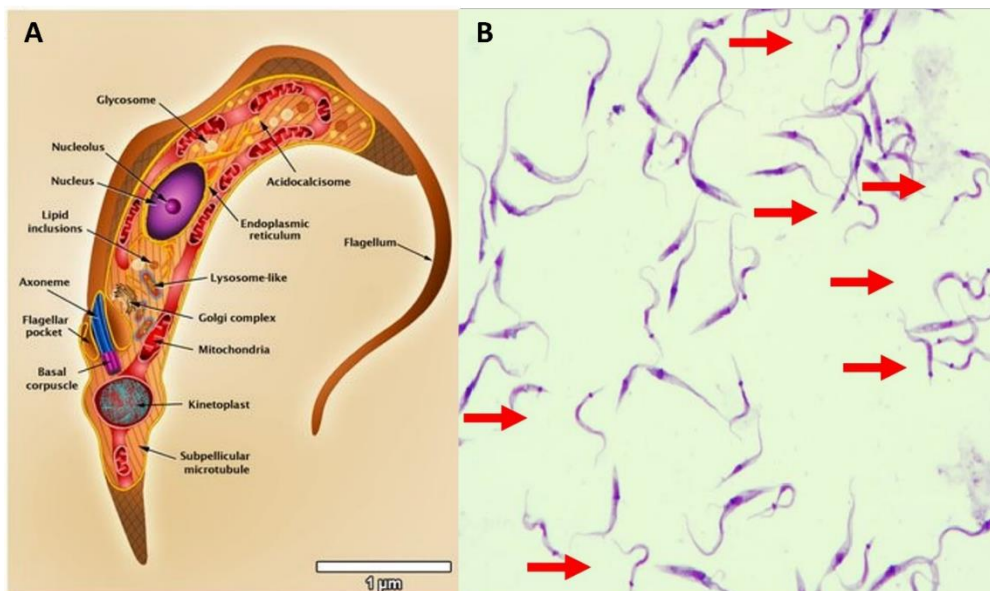 A
B
Glycosome
Nucleolus
Nucleus
Lipid
inclusions
Axoneme
Flagellar
pocket
Basal
corpuscle
Acidocalcisome
Endoplasmic
reticulum
Flagellum
Lysosome-like
Golgi complex
Mitochondria
Kinetoplast
Subpellicular
microtubule
1 µm